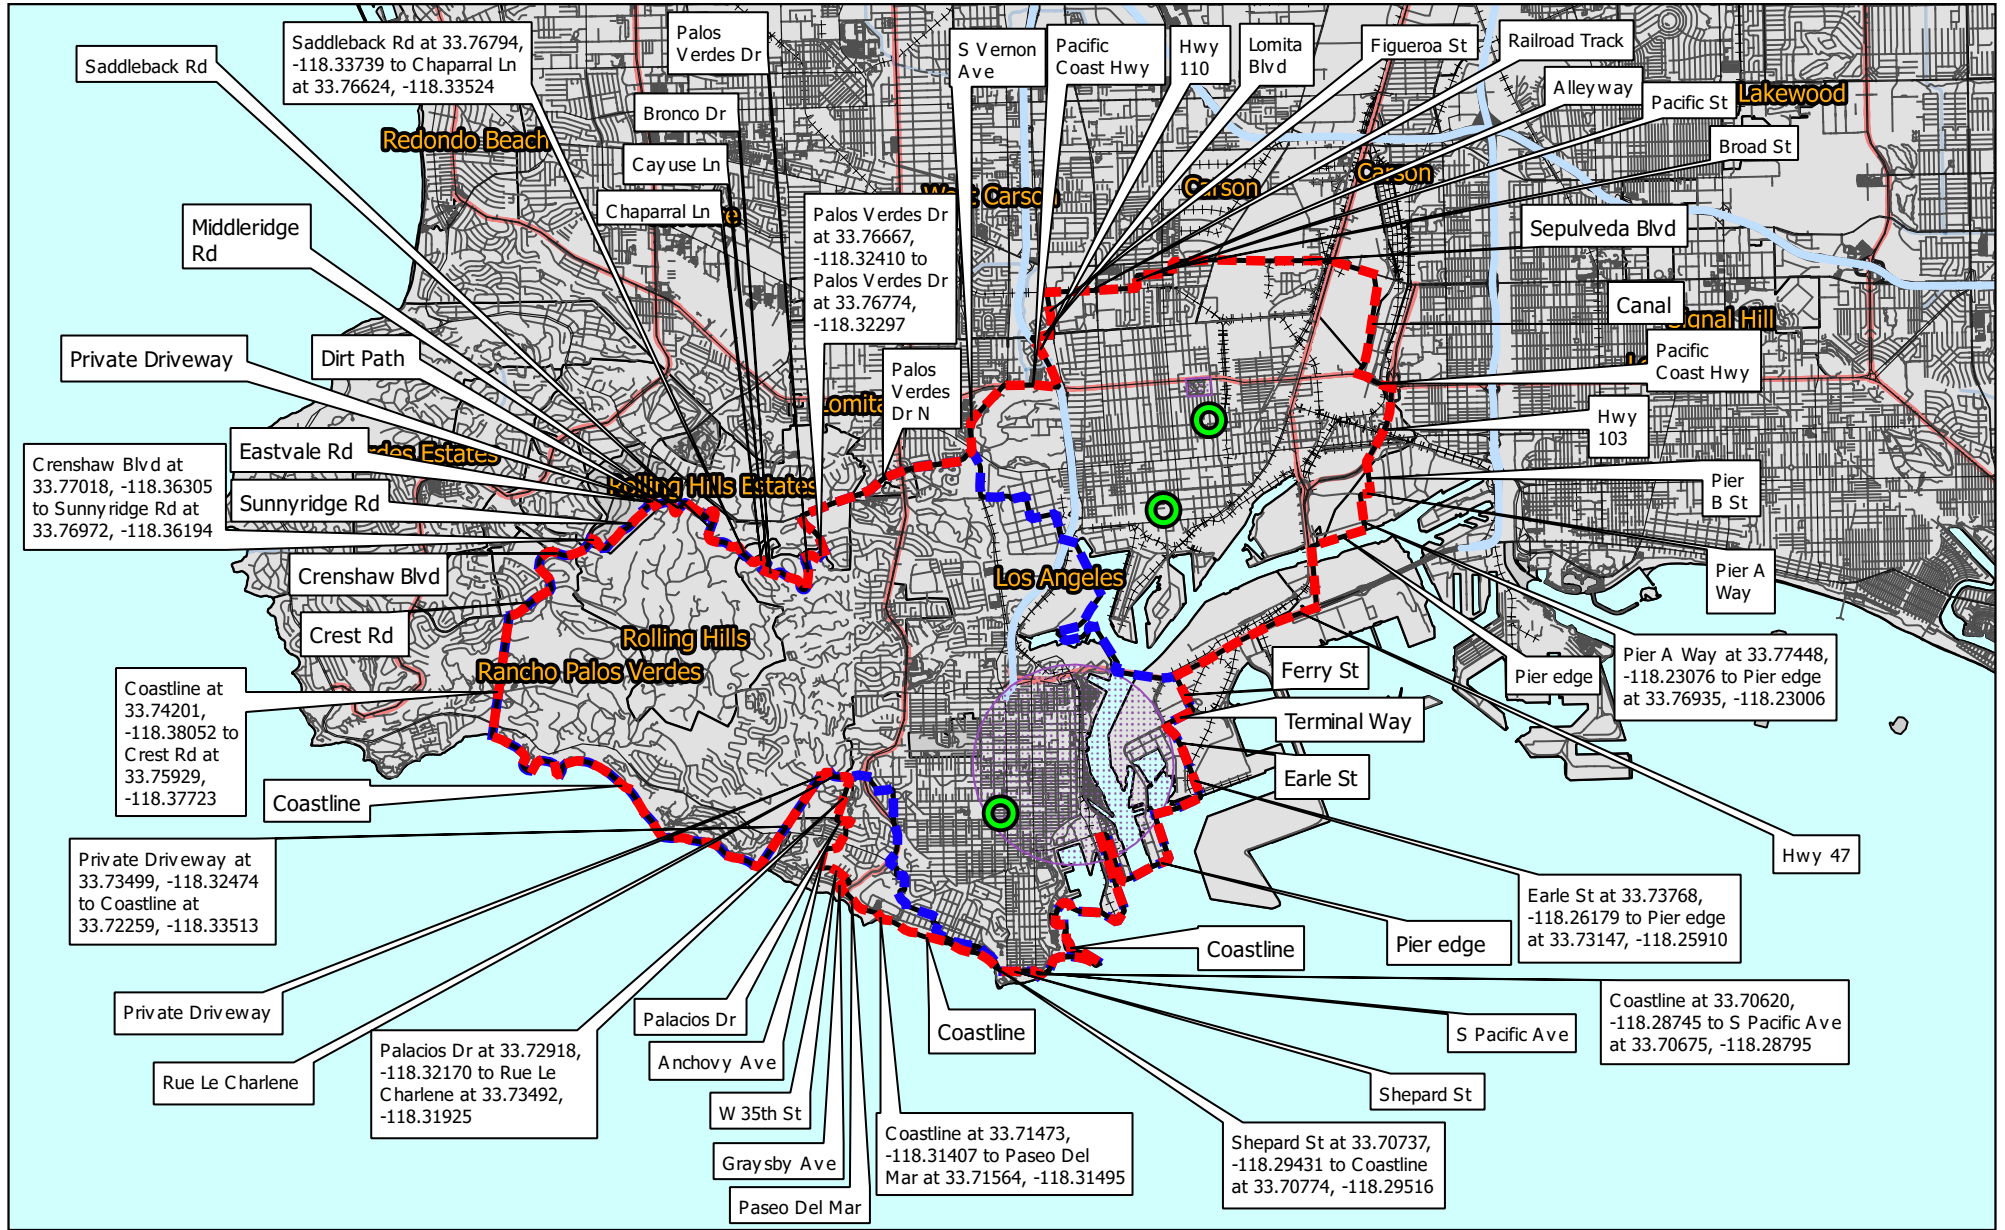 Saddleback Rd
Saddleback Rd at 33.76794,
-118.33739 to Chaparral Ln
at 33.76624, -118.33524
Palos
Verdes Dr
S Vernon
Ave
Pacific
Coast Hwy
Hwy
110
Lomita
Blvd
Figueroa St
Railroad Track
Alleyway
Pacific St
Lakewood
Broad St
Redondo Beach
Bronco Dr
Cayuse Ln
Chaparral Ln
Carson
Carson
Carson
Middleridge
Rd
Palos Verdes Dr
at 33.76667,
-118.32410 to
Palos Verdes Dr
at 33.76774,
-118.32297
Sepulveda Blvd
Canal
Signal Hill
Private Driveway
Dirt Path
Palos
Verdes
Dr N
Lomita
Pacific
Coast Hwy
Hwy
103
Eastvale Rd
Estates
Crenshaw Blvd at
33.77018, -118.36305
to Sunnyridge Rd at
33.76972, -118.36194
Sunnyridge Rd
Rolling Hills Estates
Pier
B St
Crenshaw Blvd
Los Angeles
Pier A
Way
Crest Rd
Rolling Hills
Rancho Palos Verdes
Ferry St
Pier edge
Pier A Way at 33.77448,
-118.23076 to Pier edge
at 33.76935, -118.23006
Coastline at
33.74201,
-118.38052 to
Crest Rd at
33.75929,
-118.37723
Terminal Way
Earle St
Coastline
Hwy 47
Private Driveway at
33.73499, -118.32474
to Coastline at
33.72259, -118.33513
Earle St at 33.73768,
-118.26179 to Pier edge
at 33.73147, -118.25910
Pier edge
Coastline
Private Driveway
Palacios Dr
Coastline
S Pacific Ave
Coastline at 33.70620,
-118.28745 to S Pacific Ave
at 33.70675, -118.28795
Rue Le Charlene
Palacios Dr at 33.72918,
-118.32170 to Rue Le
Charlene at 33.73492,
-118.31925
Anchovy Ave
W 35th St
Shepard St
Graysby Ave
Coastline at 33.71473,
-118.31407 to Paseo Del
Mar at 33.71564, -118.31495
Shepard St at 33.70737,
-118.29431 to Coastline
at 33.70774, -118.29516
Paseo Del Mar